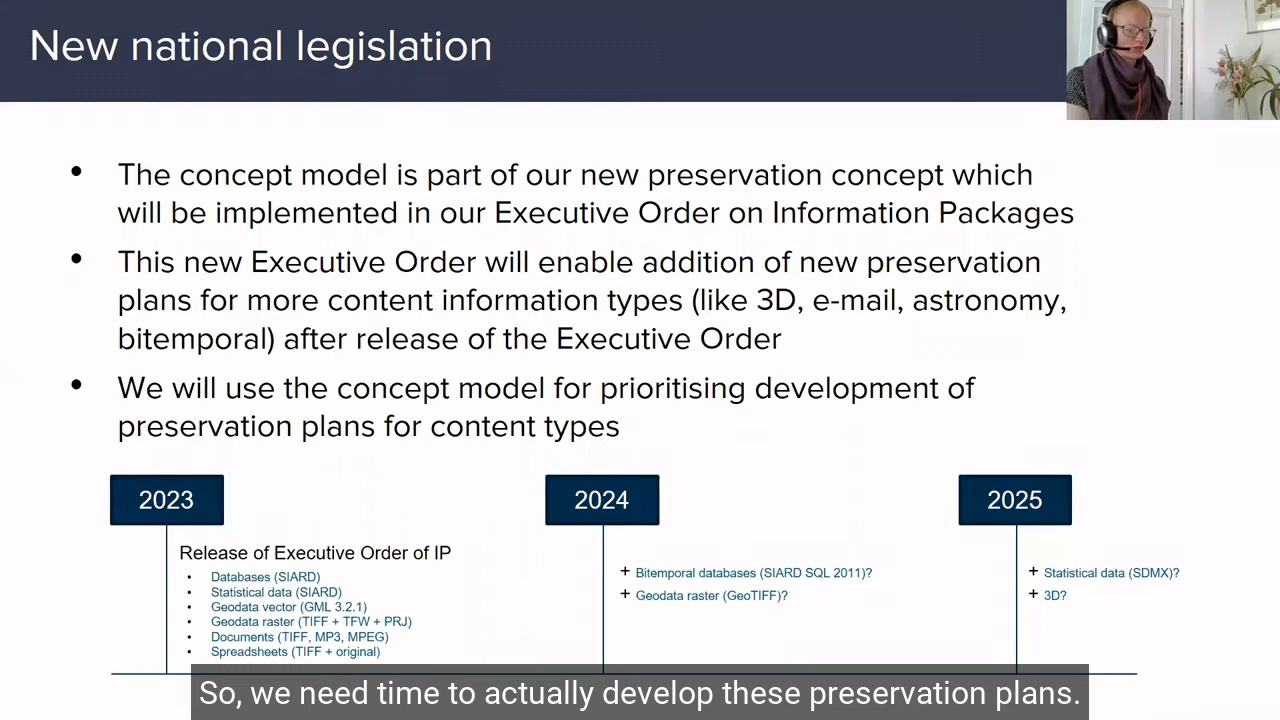 New national legislation
• The concept model is part of our new preservation concept which
will be implemented in our Executive Order on Information Packages
• This new Executive Order will enable addition of new preservation
plans for more content information types (like 3D, e-mail, astronomy,
bitemporal) after release of the Executive Order
• We will use the concept model for prioritising development of
preservation plans for content types
2023
Release of Executive Order of IP
• Databases (SIARD)
• Statistical data (SIARD)
• Geodata vector (GML 3.2.1)
• Geodata raster (TIFF + TFW + PRJ)
• Documents (TIFF, MP3, MPEG)
• Spreadsheets (TIFF + original)
2024
+ Bitemporal databases (SIARD SQL 2011)?
+ Geodata raster (GeoTIFF)?
2025
+ Statistical data (SDMX)?
+ 3D?
So, we need time to actually develop these preservation plans.